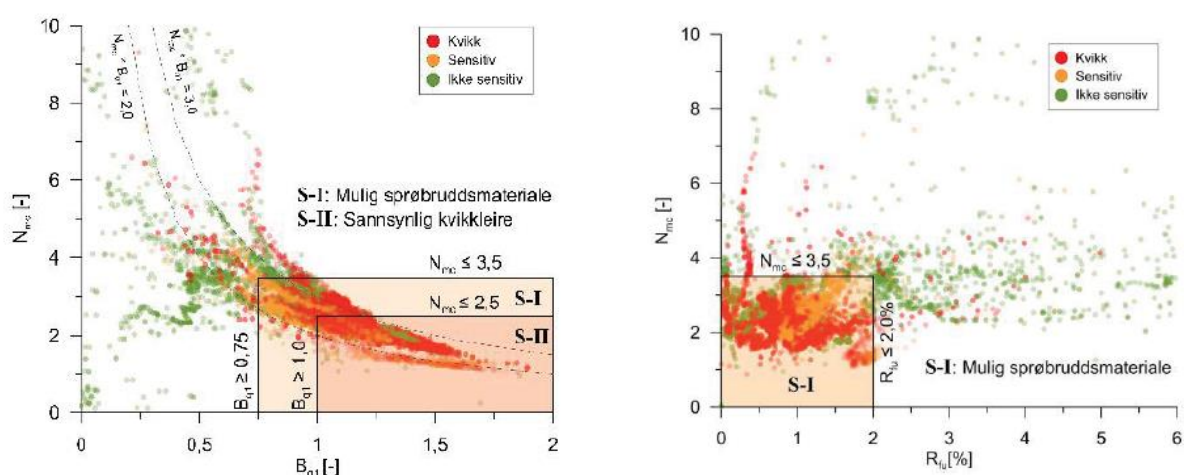 10
8
6
4
2
0
N_mc [-]
0
0,5
1
1,5
2
B_q1 [-]
N_mc * B_q1 = 2,0
N_mc * B_q1 = 3,0
Kvikk
Sensitiv
Ikke sensitiv
S-I: Mulig sprøbruddsmateriale
S-II: Sannsynlig kvikkleire
N_mc ≤ 3,5
S-I
N_mc ≤ 2,5
S-II
B_q1 ≥ 0,75
B_q1 ≥ 1,0
10
8
6
4
2
0
N_mc [-]
0
1
2
3
4
5
6
R_fu [%]
Kvikk
Sensitiv
Ikke sensitiv
N_mc ≤ 3,5
R_fu ≤ 2,0%
S-I
S-I: Mulig sprøbruddsmateriale